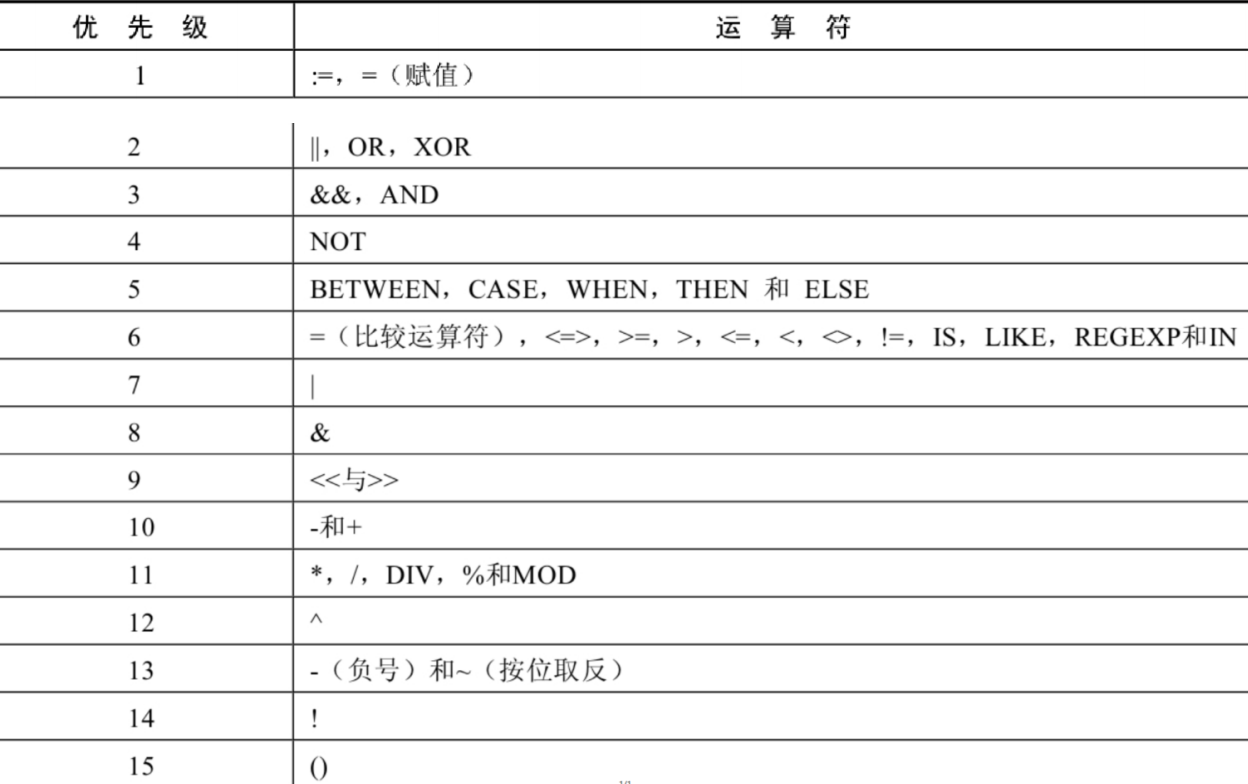 优 先 级 运 算 符
1 :=，=（赋值）
2 ||，OR，XOR
3 &&，AND
4 NOT
5 BETWEEN，CASE，WHEN，THEN 和 ELSE
6 =（比较运算符），<=>，>=，>，<=，<，<>，!=，IS，LIKE，REGEXP和IN
7 |
8 &
9 <<与>>
10 -和+
11 *，/，DIV，%和MOD
12 ^
13 -（负号）和~（按位取反）
14 !
15 ()